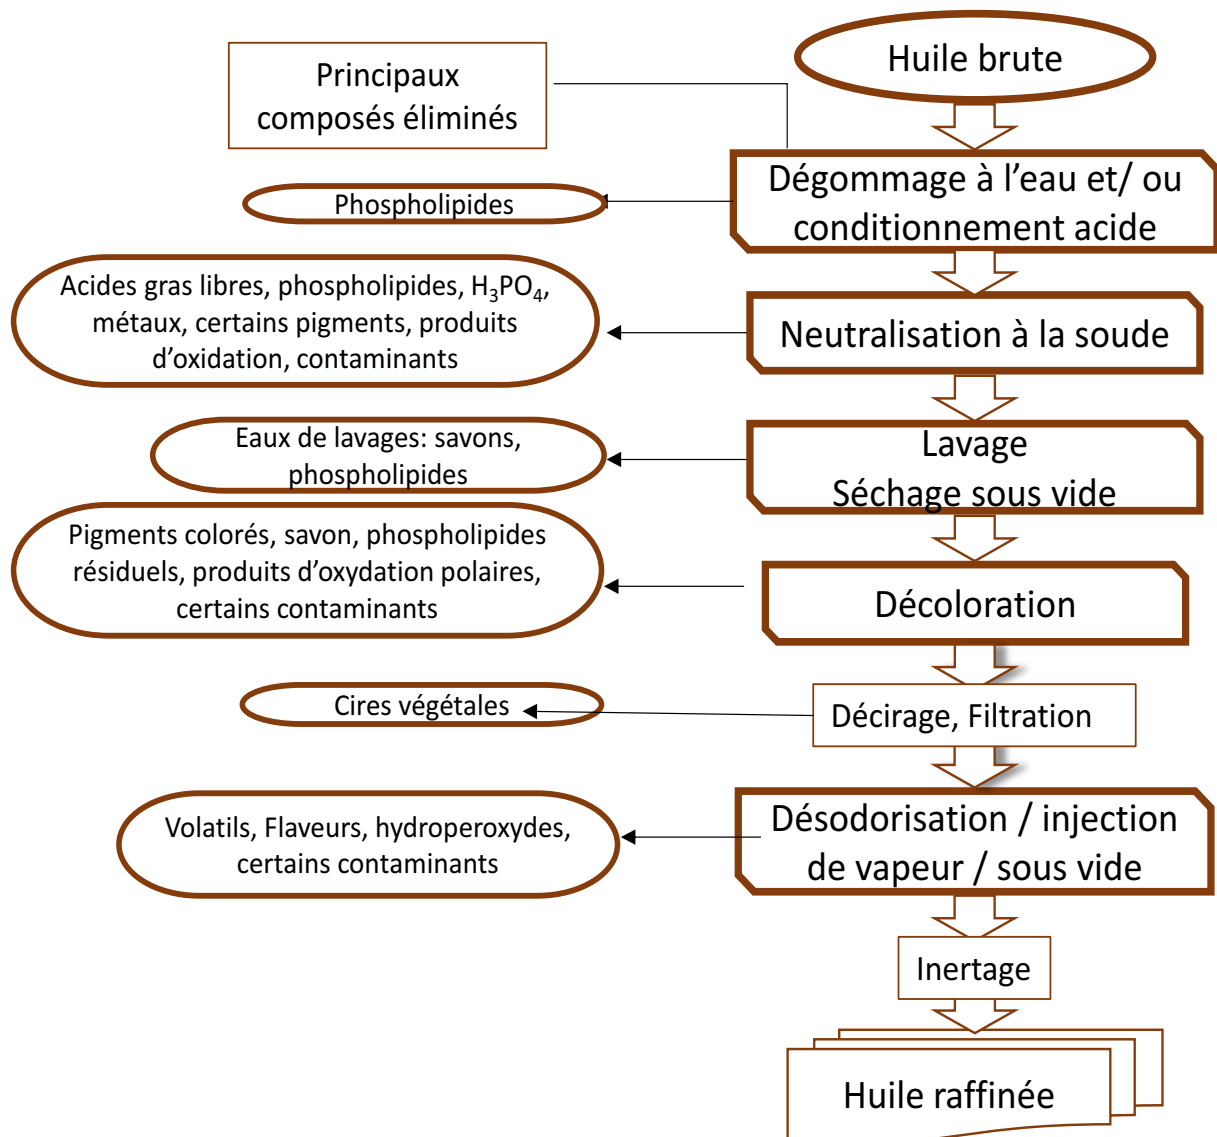 Huile brute
Principaux
composés éliminés
Dégommage à l’eau et/ ou
conditionnement acide
Phospholipides
Acides gras libres, phospholipides, H₃PO₄,
métaux, certains pigments, produits
d’oxidation, contaminants
Neutralisation à la soude
Eaux de lavages: savons,
phospholipides
Lavage
Séchage sous vide
Pigments colorés, savon, phospholipides
résiduels, produits d’oxydation polaires,
certains contaminants
Décoloration
Cires végétales
Décirage, Filtration
Volatils, Flaveurs, hydroperoxydes,
certains contaminants
Désodorisation / injection
de vapeur / sous vide
Inertage
Huile raffinée